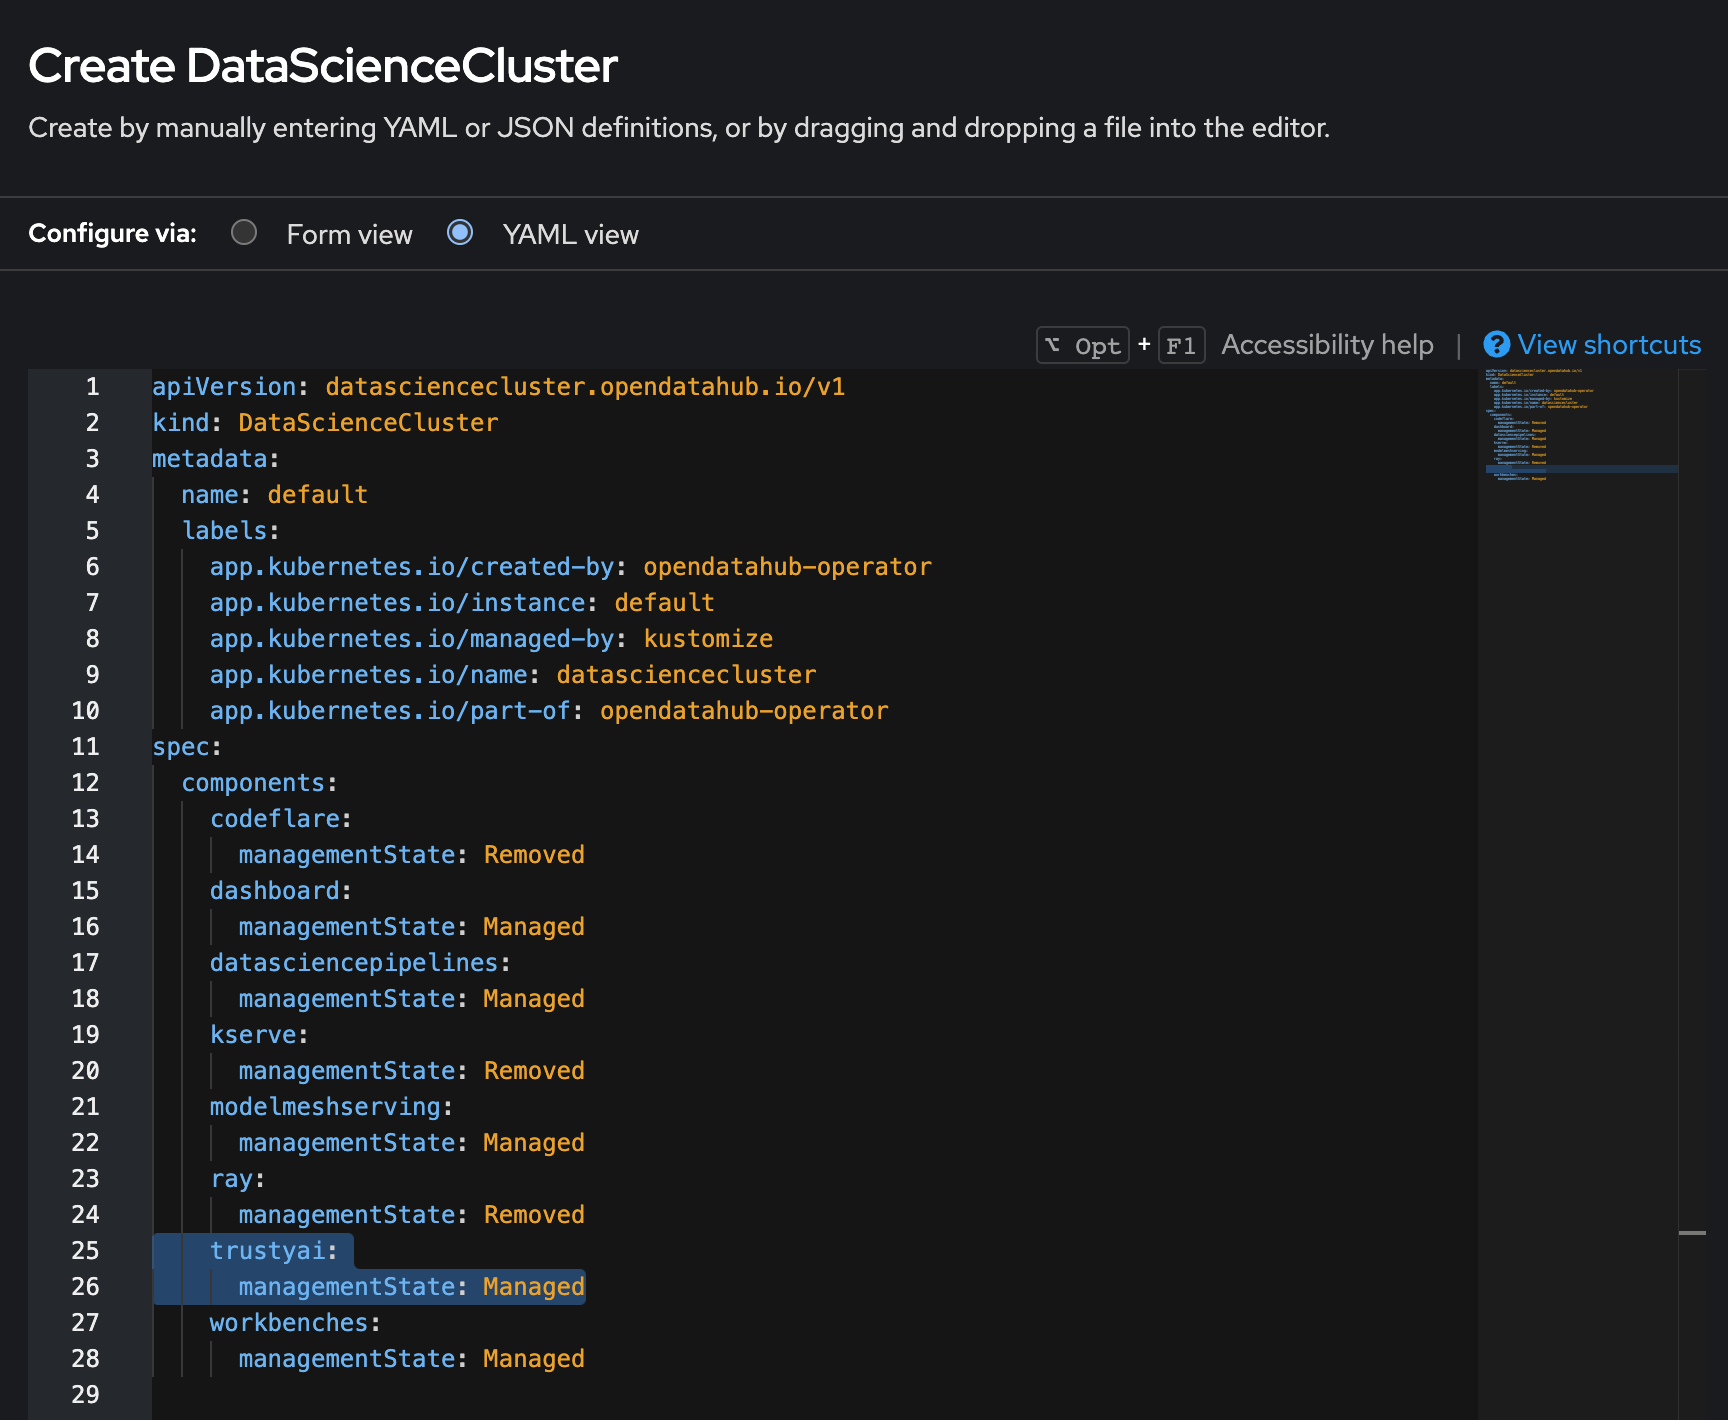 Create DataScienceCluster
Create by manually entering YAML or JSON definitions, or by dragging and dropping a file into the editor.
Configure via: Form view YAML view
⌥ Opt + F1 Accessibility help | View shortcuts
1 apiVersion: datasciencecluster.opendatahub.io/v1
2 kind: DataScienceCluster
3 metadata:
4   name: default
5   labels:
6     app.kubernetes.io/created-by: opendatahub-operator
7     app.kubernetes.io/instance: default
8     app.kubernetes.io/managed-by: kustomize
9     app.kubernetes.io/name: datasciencecluster
10     app.kubernetes.io/part-of: opendatahub-operator
11 spec:
12   components:
13     codeflare:
14       managementState: Removed
15     dashboard:
16       managementState: Managed
17     datasciencepipelines:
18       managementState: Managed
19     kserve:
20       managementState: Removed
21     modelmeshserving:
22       managementState: Managed
23     ray:
24       managementState: Removed
25     trustyai:
26       managementState: Managed
27     workbenches:
28       managementState: Managed
29